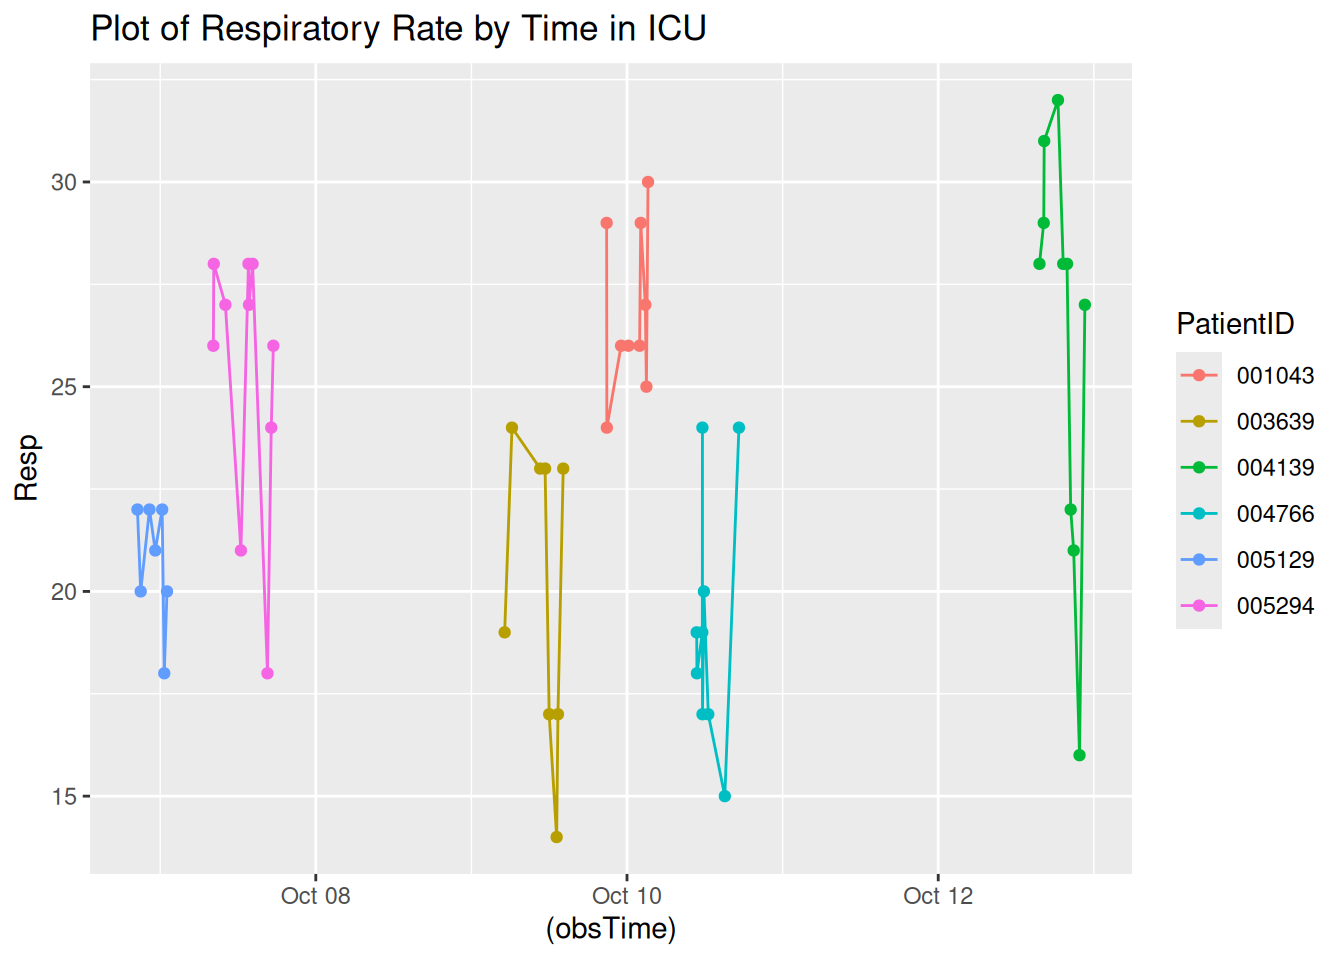 Plot of Respiratory Rate by Time in ICU
Resp
30
25
20
15
Oct 08
Oct 10
Oct 12
(obsTime)
PatientID
001043
003639
004139
004766
005129
005294